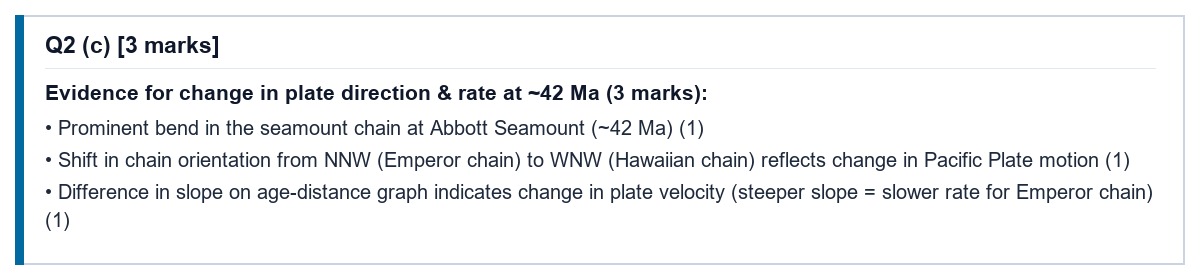 Q2 (c) [3 marks]
Evidence for change in plate direction & rate at ~42 Ma (3 marks):
• Prominent bend in the seamount chain at Abbott Seamount (~42 Ma) (1)
• Shift in chain orientation from NNW (Emperor chain) to WNW (Hawaiian chain) reflects change in Pacific Plate motion (1)
• Difference in slope on age-distance graph indicates change in plate velocity (steeper slope = slower rate for Emperor chain)
(1)